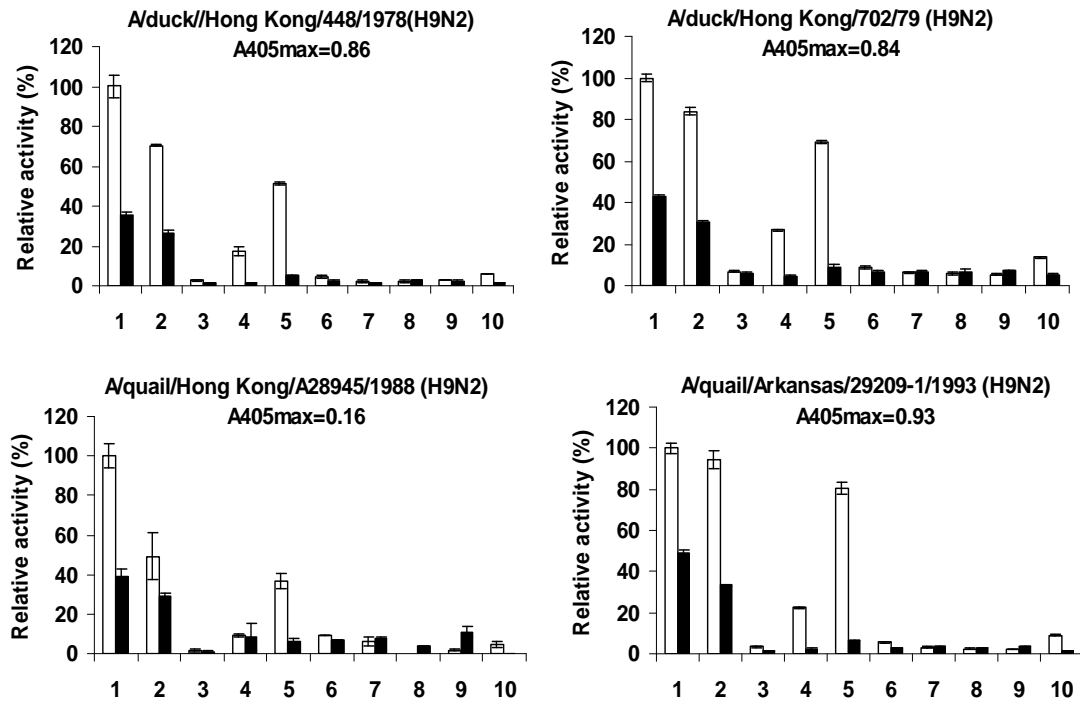 A/duck//Hong Kong/448/1978(H9N2)
A405max=0.86
Relative activity (%)
120
100
80
60
40
20
0
1 2 3 4 5 6 7 8 9 10
A/duck/Hong Kong/702/79 (H9N2)
A405max=0.84
Relative activity (%)
120
100
80
60
40
20
0
1 2 3 4 5 6 7 8 9 10
A/quail/Hong Kong/A28945/1988 (H9N2)
A405max=0.16
Relative activity (%)
120
100
80
60
40
20
0
1 2 3 4 5 6 7 8 9 10
A/quail/Arkansas/29209-1/1993 (H9N2)
A405max=0.93
Relative activity (%)
120
100
80
60
40
20
0
1 2 3 4 5 6 7 8 9 10